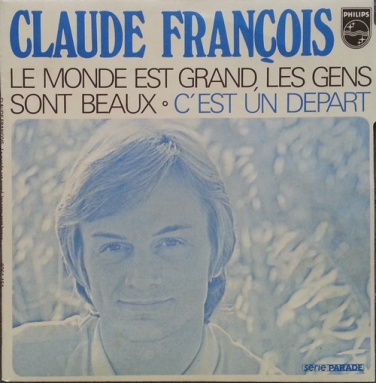 CLAUDE FRANÇOIS
PHILIPS
LE MONDE EST GRAND, LES GENS
SONT BEAUX • C'EST UN DEPART
série PARADE